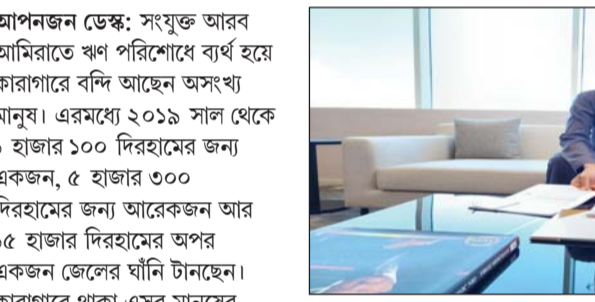 আপনজন ডেস্ক: সংযুক্ত আরব
আমিরাতে ঋণ পরিশোধে ব্যর্থ হয়ে
কারাগারে বন্দি আছেন অসংখ্য
মানুষ। এরমধ্যে ২০১৯ সাল থেকে
হাজার ১০০ দিরহামের জন্য
একজন, ৫ হাজার ৩০০
দিরহামের জন্য আরেকজন আর
হাজার দিরহামের অপর
একজন জেলের ঘাঁনি টানছেন।